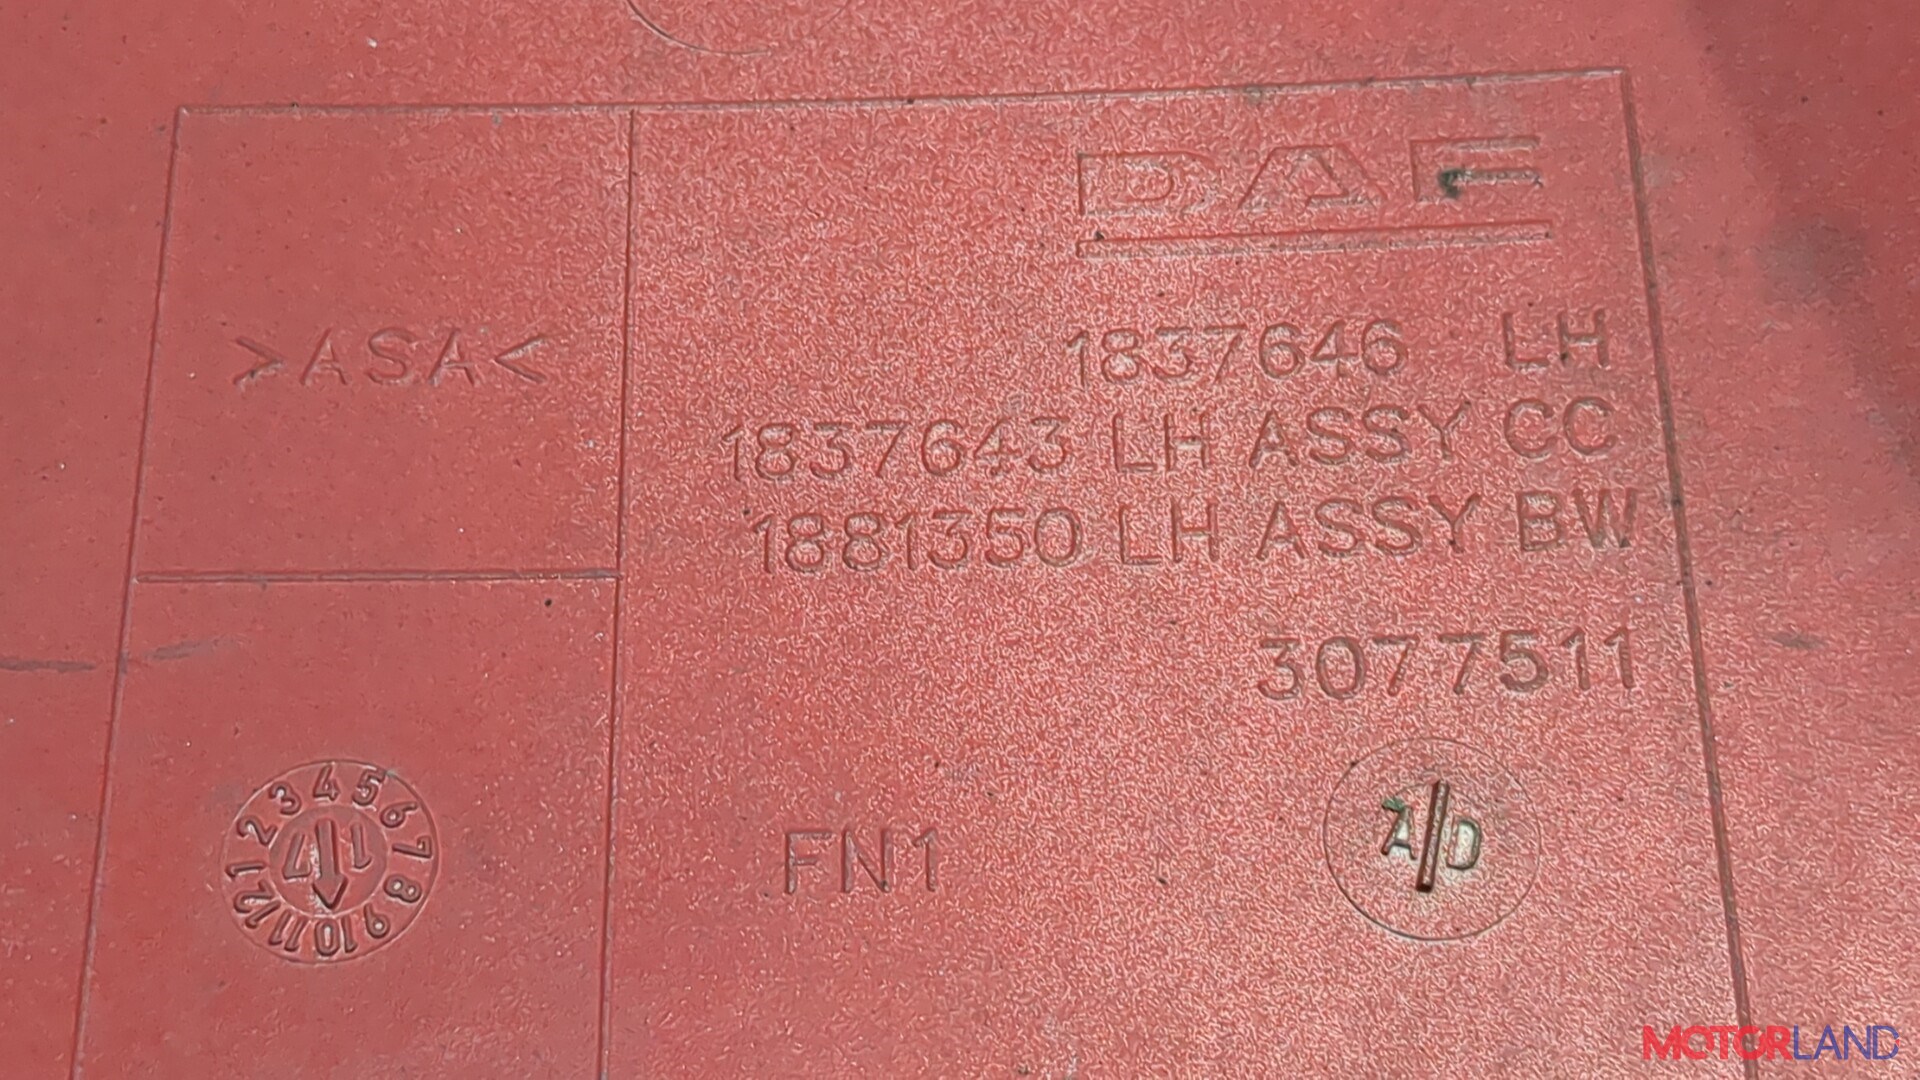 DAF
>ASA<
1837646 LH
1837643 LH ASSY CC
1881350 LH ASSY BW
3077511
1 2 3 4 5 6 7 8 9 10 11 12
17
FN1
A D
MOTORLAND